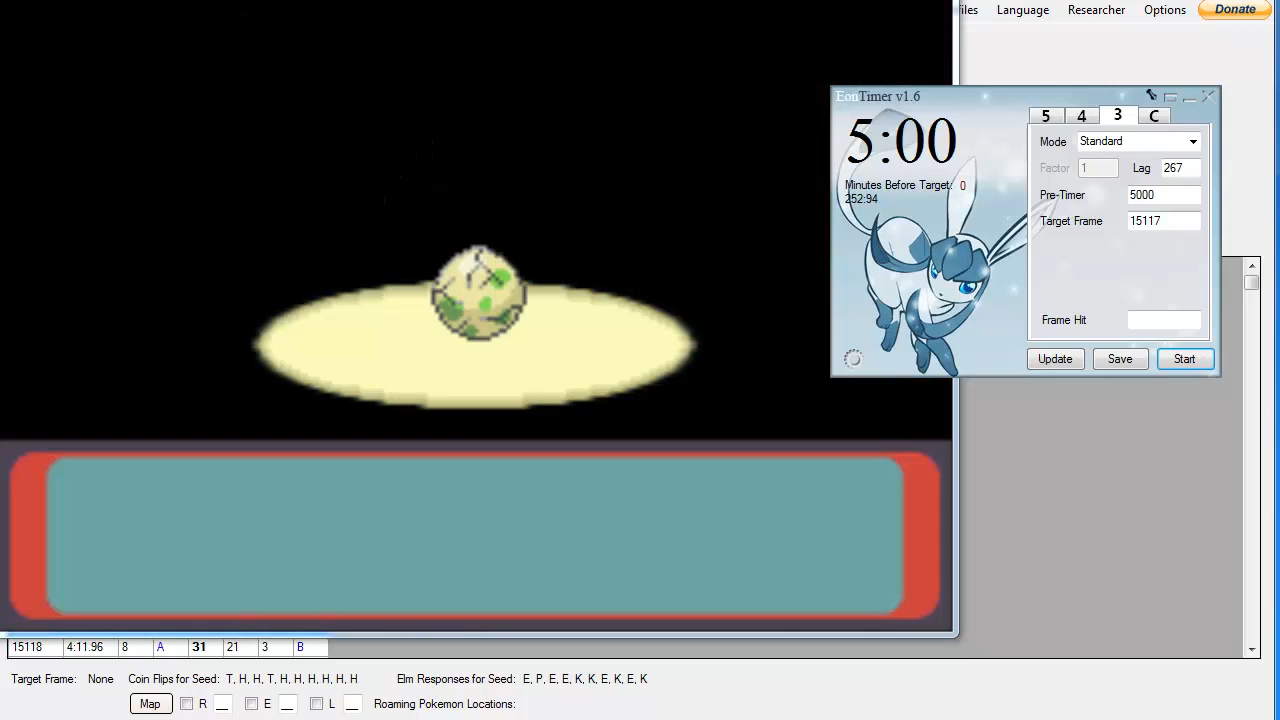 iles Language Researcher Options Donate
EonTimer v1.6
5:00
Minutes Before Target: 0
252:94
5 4 3 C
Mode Standard
Factor 1 Lag 267
Pre-Timer 5000
Target Frame 15117
Frame Hit
Update Save Start
15118 4:11.96 8 A 31 21 3 B
Target Frame: None Coin Flips for Seed: T, H, H, T, H, H, H, H, H, H Elm Responses for Seed: E, P, E, E, K, K, E, K, E, K
Map R __ E __ L __ Roaming Pokemon Locations: